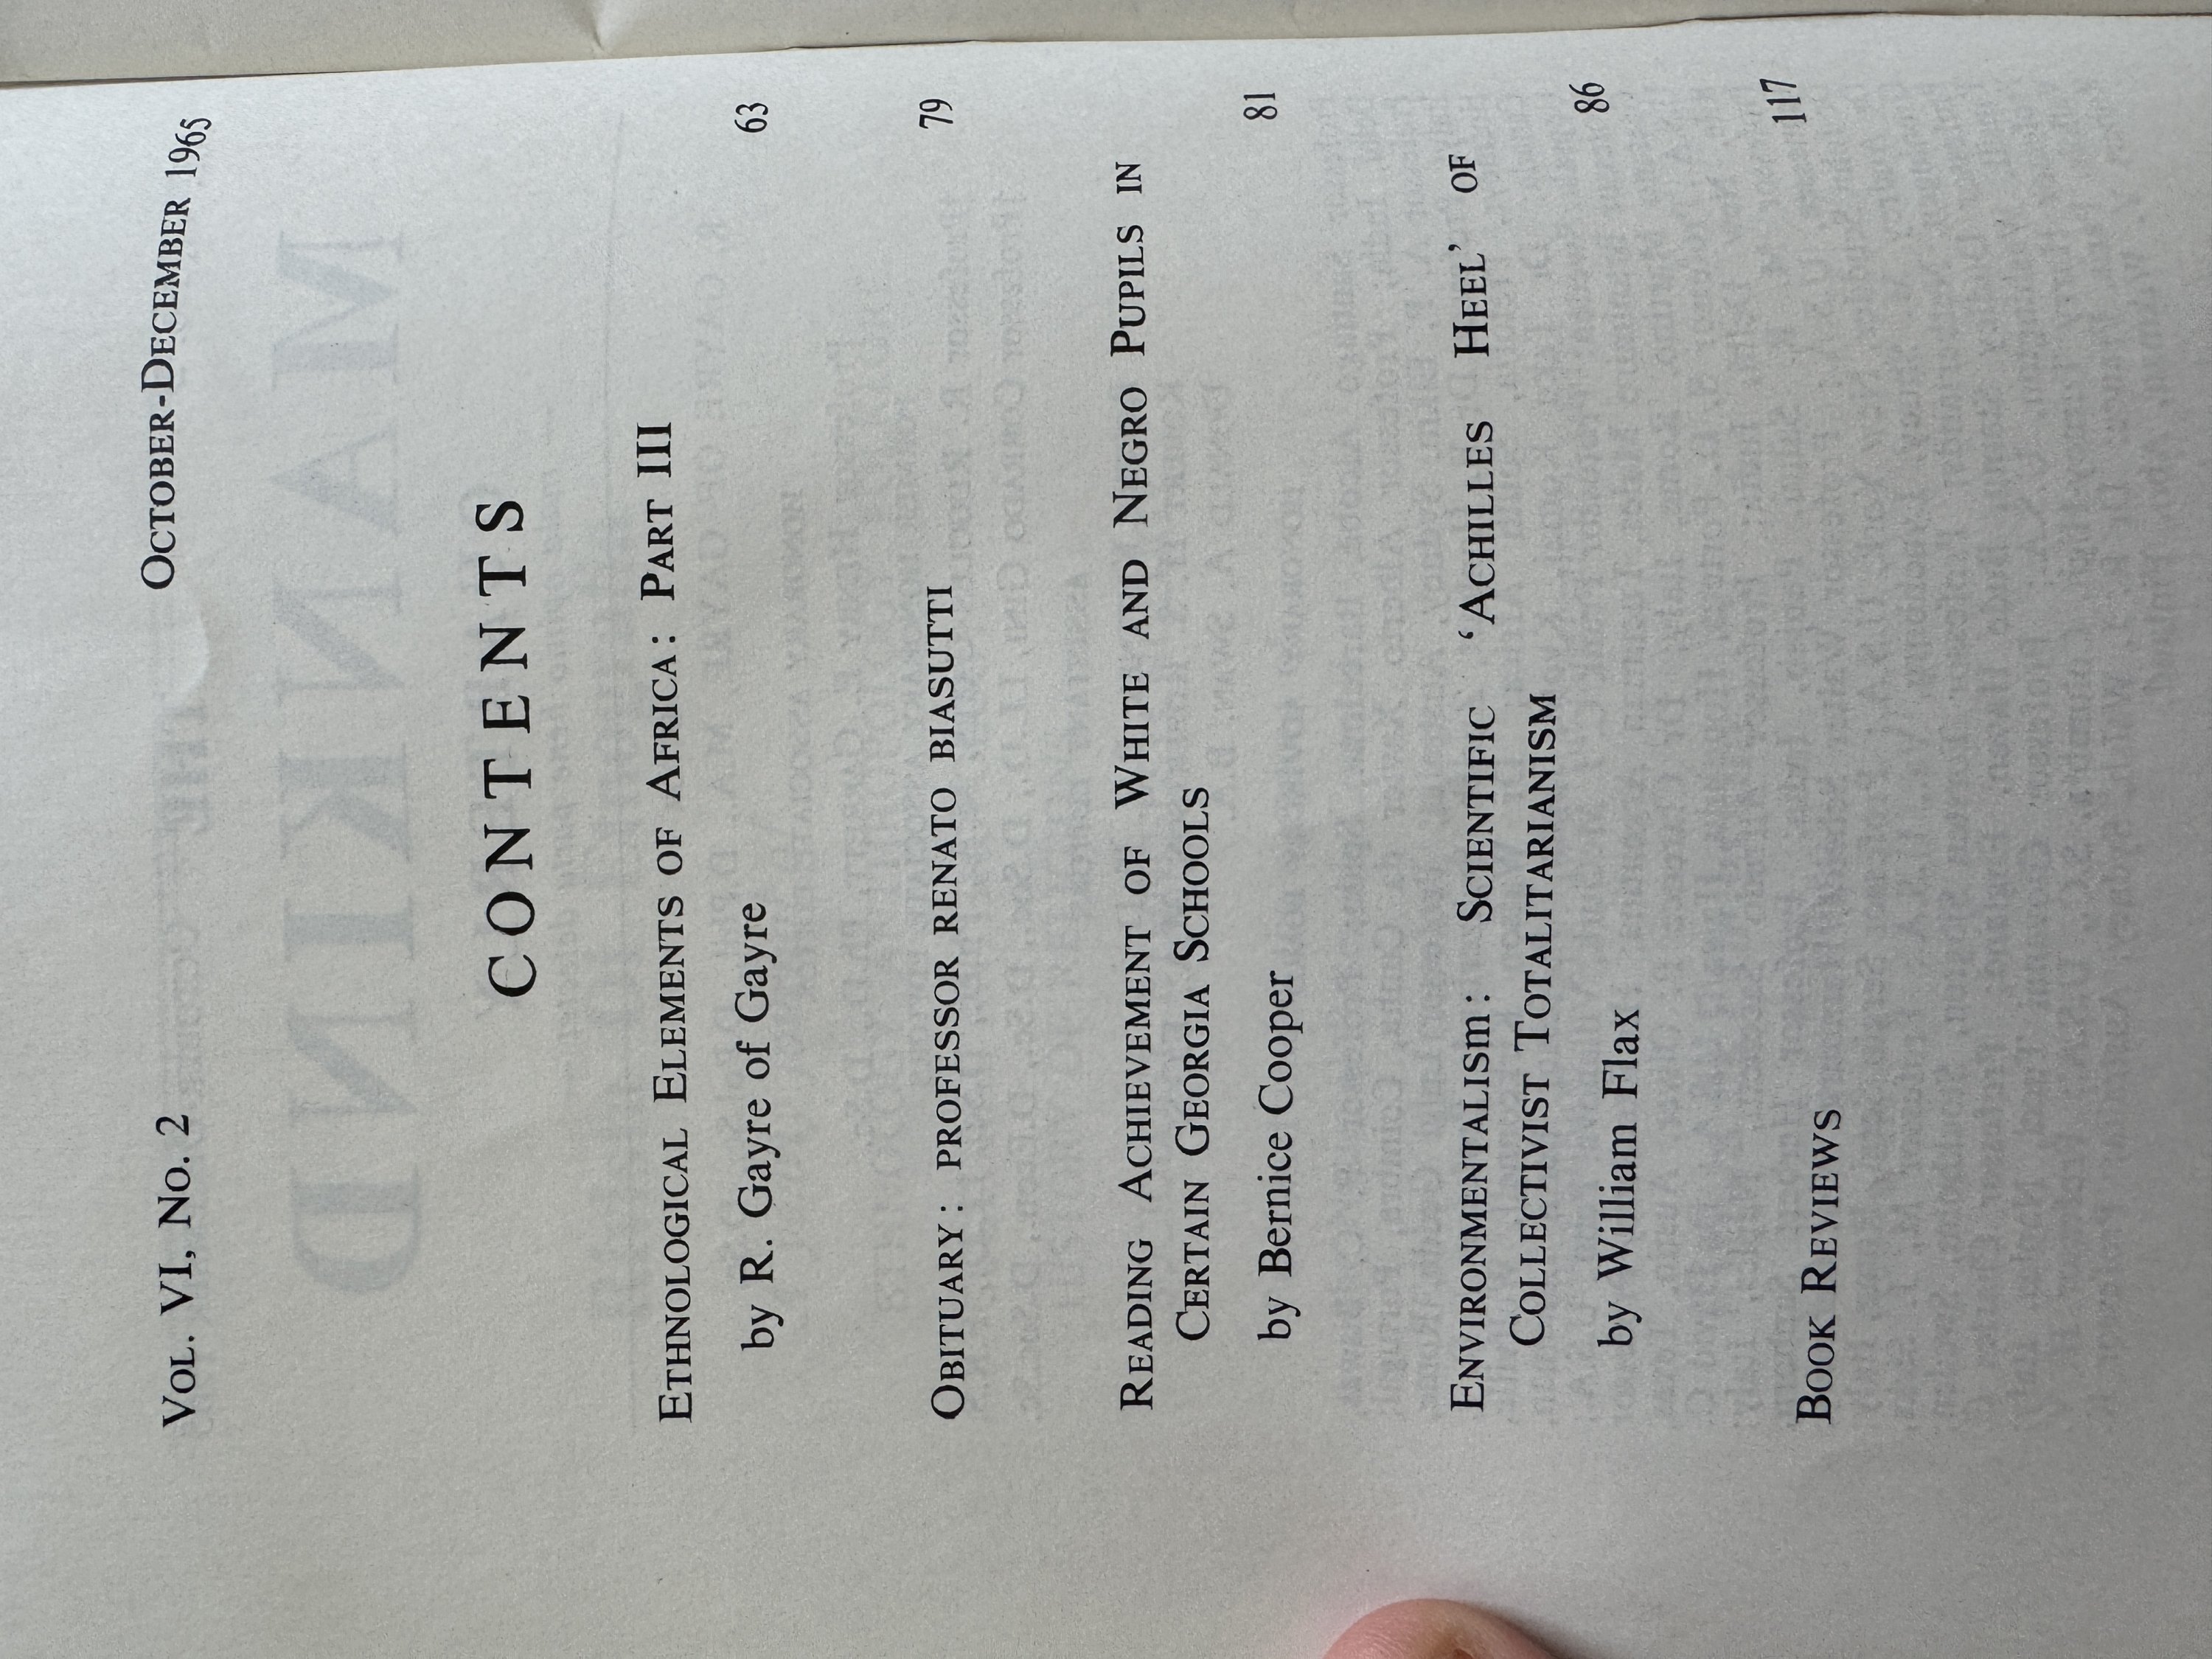 Vol. VI, No. 2 October-December 1965
CONTENTS
Ethnological Elements of Africa: Part III
by R. Gayre of Gayre 63
Obituary: professor renato biasutti 79
Reading Achievement of White and Negro Pupils in
Certain Georgia Schools
by Bernice Cooper 81
Environmentalism: Scientific ‘Achilles Heel’ of
Collectivist Totalitarianism
by William Flax 86
Book Reviews 117